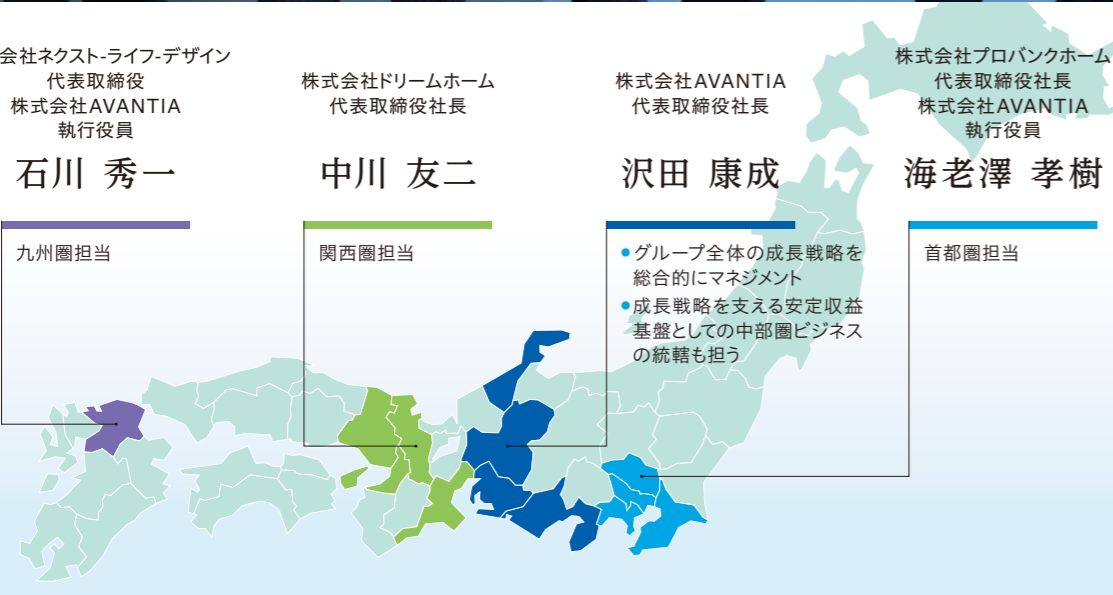 会社ネクスト-ライフ-デザイン
代表取締役
株式会社AVANTIA
執行役員
石川 秀一
九州圏担当
株式会社ドリームホーム
代表取締役社長
中川 友二
関西圏担当
株式会社AVANTIA
代表取締役社長
沢田 康成
●グループ全体の成長戦略を
総合的にマネジメント
●成長戦略を支える安定収益
基盤としての中部圏ビジネス
の統轄も担う
株式会社プロバンクホーム
代表取締役社長
株式会社AVANTIA
執行役員
海老澤 孝樹
首都圏担当